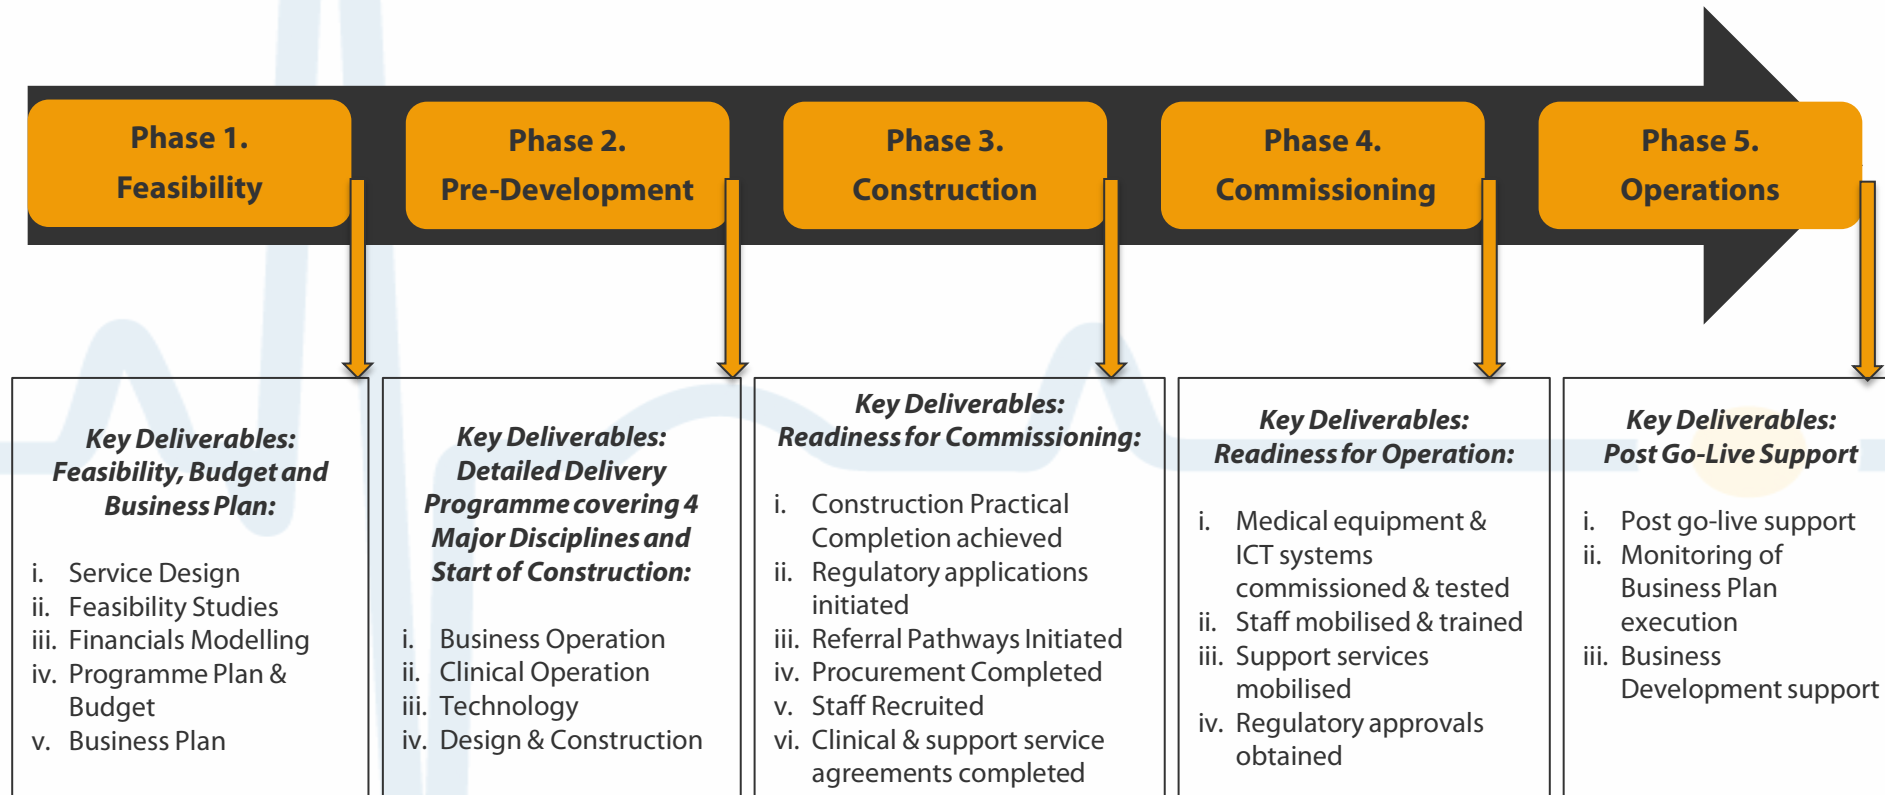 Phase 1.
Feasibility
Phase 2.
Pre-Development
Phase 3.
Construction
Phase 4.
Commissioning
Phase 5.
Operations
Key Deliverables:
Feasibility, Budget and
Business Plan:
i. Service Design
ii. Feasibility Studies
iii. Financials Modelling
iv. Programme Plan &
Budget
v. Business Plan
Key Deliverables:
Detailed Delivery
Programme covering 4
Major Disciplines and
Start of Construction:
i. Business Operation
ii. Clinical Operation
iii. Technology
iv. Design & Construction
Key Deliverables:
Readiness for Commissioning:
i. Construction Practical
Completion achieved
ii. Regulatory applications
initiated
iii. Referral Pathways Initiated
iv. Procurement Completed
v. Staff Recruited
vi. Clinical & support service
agreements completed
Key Deliverables:
Readiness for Operation:
i. Medical equipment &
ICT systems
commissioned & tested
ii. Staff mobilised & trained
iii. Support services
mobilised
iv. Regulatory approvals
obtained
Key Deliverables:
Post Go-Live Support
i. Post go-live support
ii. Monitoring of
Business Plan
execution
iii. Business
Development support